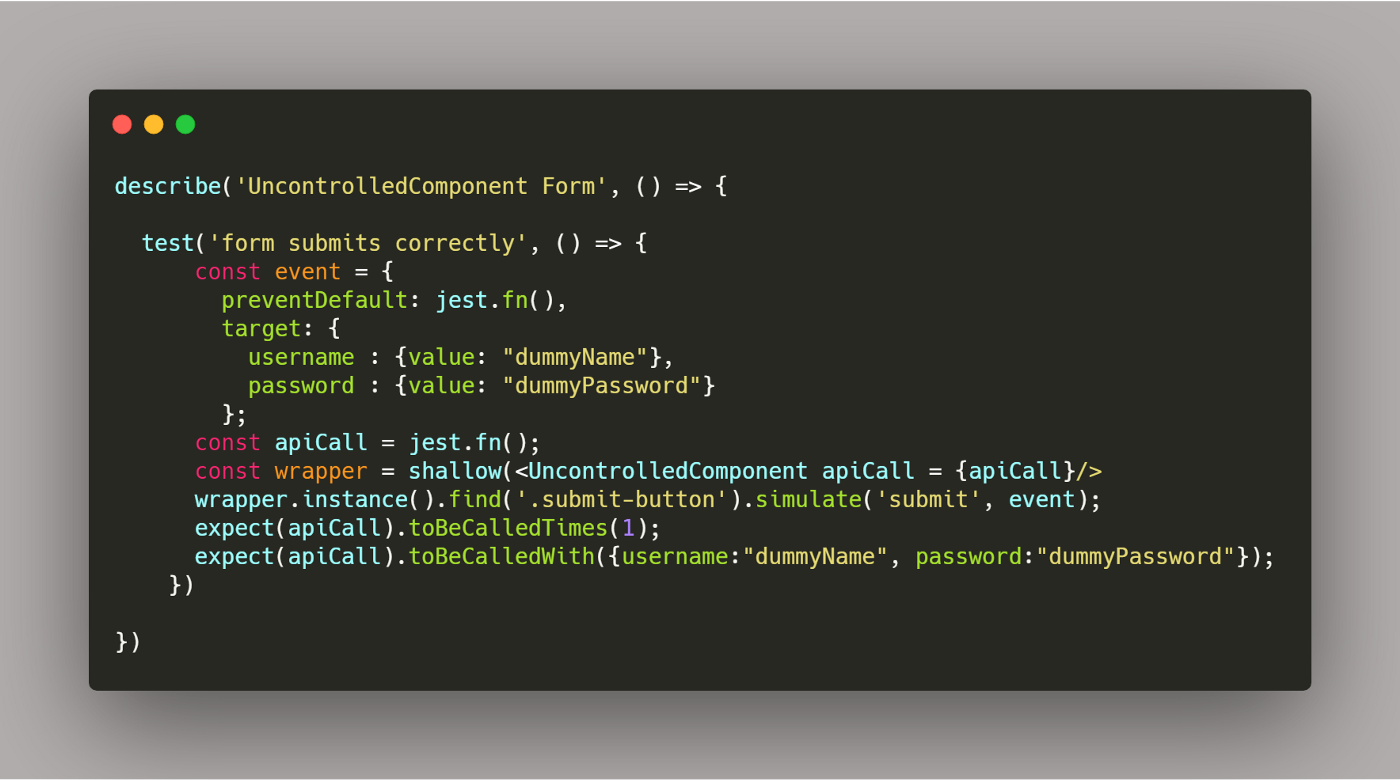 describe('UncontrolledComponent Form', () => {
test('form submits correctly', () => {
const event = {
preventDefault: jest.fn(),
target: {
username : {value: "dummyName"},
password : {value: "dummyPassword"}
};
const apiCall = jest.fn();
const wrapper = shallow(<UncontrolledComponent apiCall = {apiCall}/>
wrapper.instance().find('.submit-button').simulate('submit', event);
expect(apiCall).toBeCalledTimes(1);
expect(apiCall).toBeCalledWith({username:"dummyName", password:"dummyPassword"});
})
})